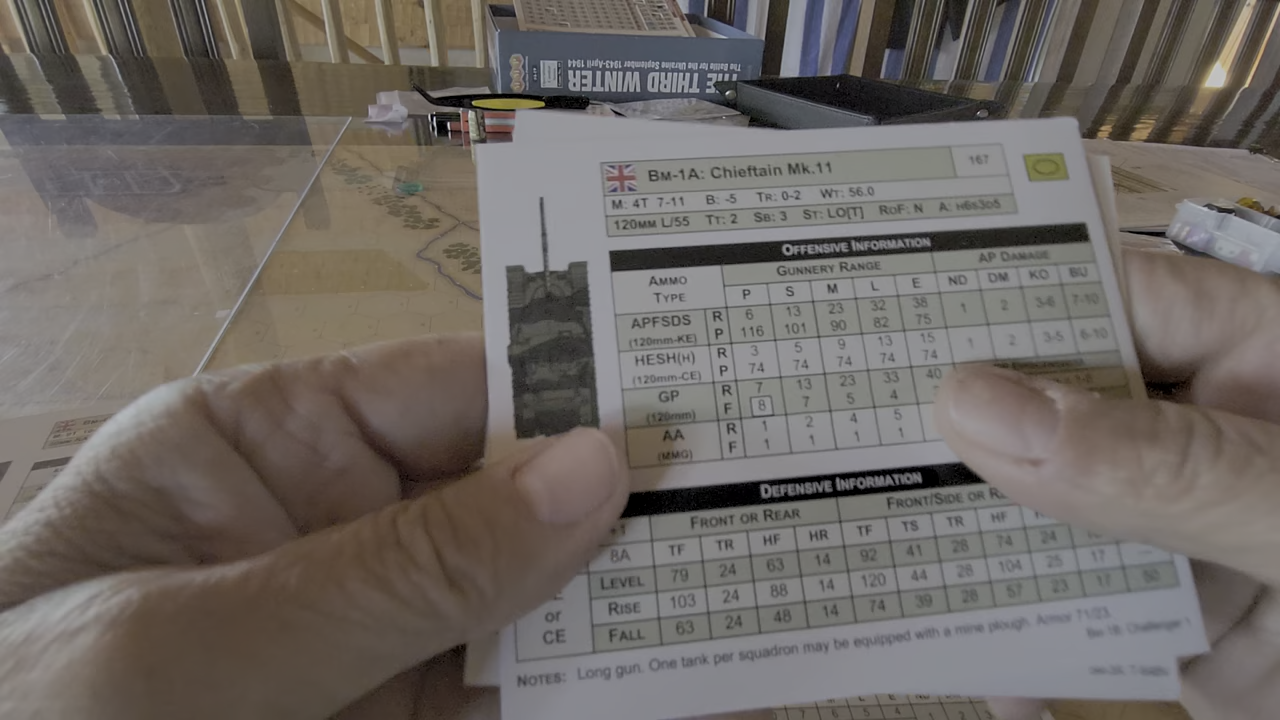 THE THIRD WINTER
The Battle for the Ukraine September 1943-April 1944
BM-1A: Chieftain Mk.11 167
M: 4T 7-11 B: -5 TR: 0-2 WT: 56.0
120MM L/55 TT: 2 SB: 3 ST: LO[T] ROF: N A: H6S3O5
OFFENSIVE INFORMATION
AMMO TYPE GUNNERY RANGE AP DAMAGE
P S M L E ND DM KO BU
APFSDS R 6 13 23 32 38 1 2 3-6 7-10
(120mm-KE) P 116 101 90 82 75
HESH(H) R 3 5 9 13 15 1 2 3-5 6-10
(120mm-CE) P 74 74 74 74 74
GP R 7 13 23 33 40
(120mm) F 8 7 5 4
AA R 1 2 4 5
(MMG) F 1 1 1 1
DEFENSIVE INFORMATION
FRONT OR REAR FRONT/SIDE OR
BA TF TR HF HR TF TS TR HF
LEVEL 79 24 63 14 92 41 28 74 24
or RISE 103 24 88 14 120 44 28 104 25 17
CE FALL 63 24 48 14 74 39 28 57 23 17 50
NOTES: Long gun. One tank per squadron may be equipped with a mine plough. Armor 71/23.
BM-1B: Challenger 1